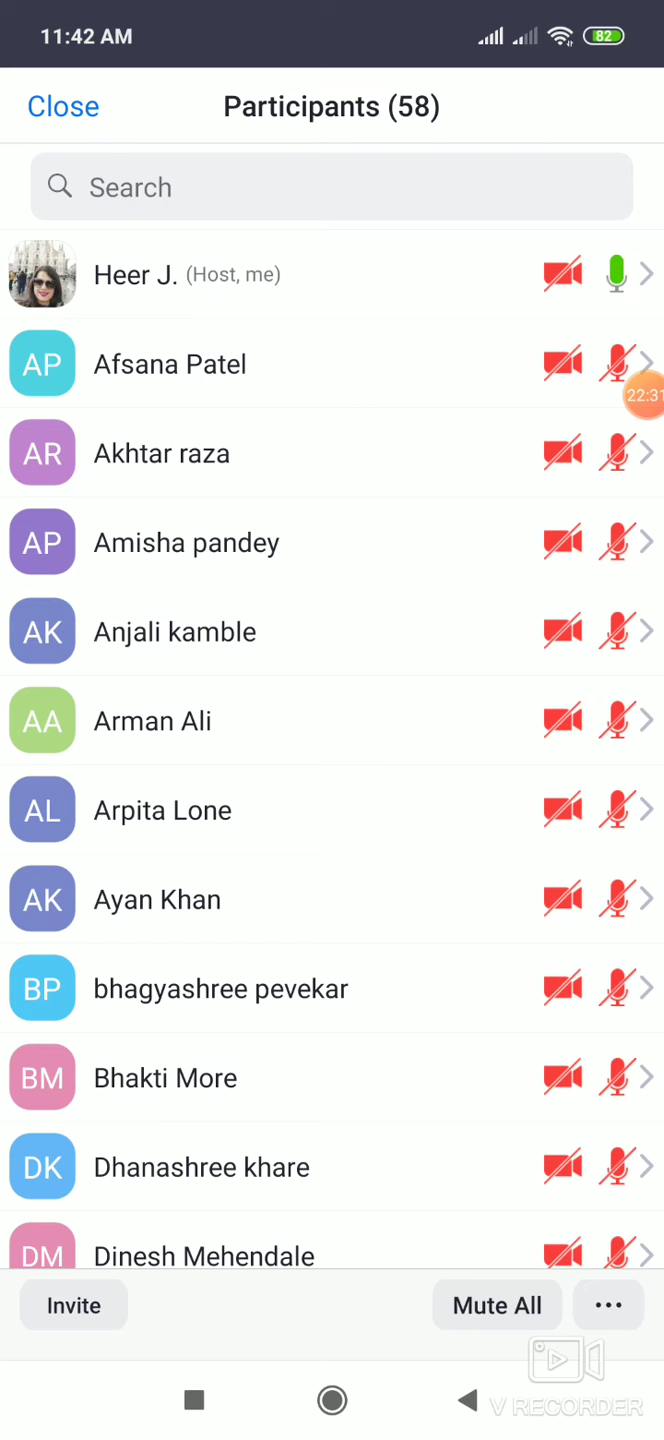 11:42 AM
82
Close
Participants (58)
Search
Heer J. (Host, me)
AP Afsana Patel
22:31
AR Akhtar raza
AP Amisha pandey
AK Anjali kamble
AA Arman Ali
AL Arpita Lone
AK Ayan Khan
BP bhagyashree pevekar
BM Bhakti More
DK Dhanashree khare
DM Dinesh Mehendale
Invite
Mute All
V RECORDER